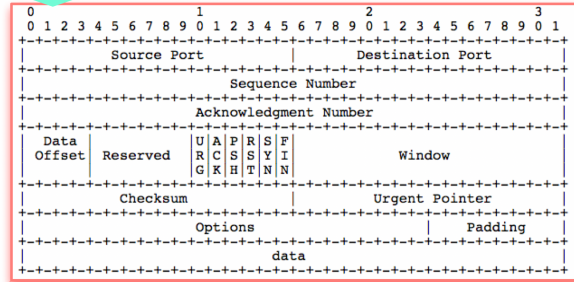 0                   1                   2                   3
0 1 2 3 4 5 6 7 8 9 0 1 2 3 4 5 6 7 8 9 0 1 2 3 4 5 6 7 8 9 0 1
+-+-+-+-+-+-+-+-+-+-+-+-+-+-+-+-+-+-+-+-+-+-+-+-+-+-+-+-+-+-+-+-+
|          Source Port          |       Destination Port        |
+-+-+-+-+-+-+-+-+-+-+-+-+-+-+-+-+-+-+-+-+-+-+-+-+-+-+-+-+-+-+-+-+
|                        Sequence Number                        |
+-+-+-+-+-+-+-+-+-+-+-+-+-+-+-+-+-+-+-+-+-+-+-+-+-+-+-+-+-+-+-+-+
|                    Acknowledgment Number                      |
+-+-+-+-+-+-+-+-+-+-+-+-+-+-+-+-+-+-+-+-+-+-+-+-+-+-+-+-+-+-+-+-+
|  Data |           |U|A|P|R|S|F|                               |
| Offset| Reserved  |R|C|S|S|Y|I|            Window             |
|       |           |G|K|H|T|N|N|                               |
+-+-+-+-+-+-+-+-+-+-+-+-+-+-+-+-+-+-+-+-+-+-+-+-+-+-+-+-+-+-+-+-+
|           Checksum            |         Urgent Pointer        |
+-+-+-+-+-+-+-+-+-+-+-+-+-+-+-+-+-+-+-+-+-+-+-+-+-+-+-+-+-+-+-+-+
|                    Options                    |    Padding    |
+-+-+-+-+-+-+-+-+-+-+-+-+-+-+-+-+-+-+-+-+-+-+-+-+-+-+-+-+-+-+-+-+
|                             data                              |
+-+-+-+-+-+-+-+-+-+-+-+-+-+-+-+-+-+-+-+-+-+-+-+-+-+-+-+-+-+-+-+-+